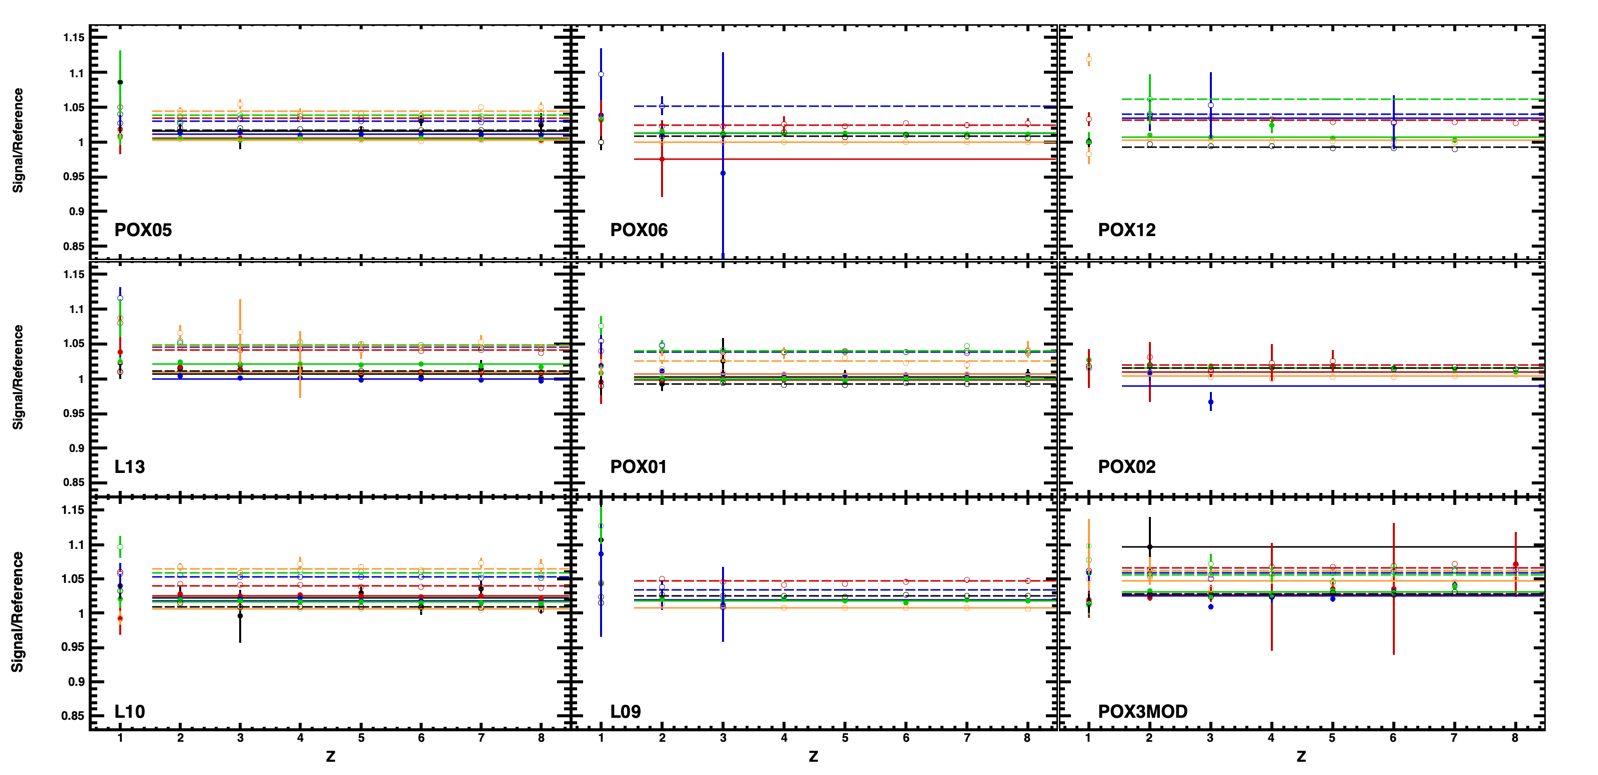 1.15
1.1
1.05
1
0.95
0.9
0.85
Signal/Reference
POX05
POX06
POX12
1.15
1.1
1.05
1
0.95
0.9
0.85
Signal/Reference
L13
POX01
POX02
1.15
1.1
1.05
1
0.95
0.9
0.85
Signal/Reference
L10
L09
POX3MOD
1 2 3 4 5 6 7 8 1 2 3 4 5 6 7 8 1 2 3 4 5 6 7 8
Z Z Z